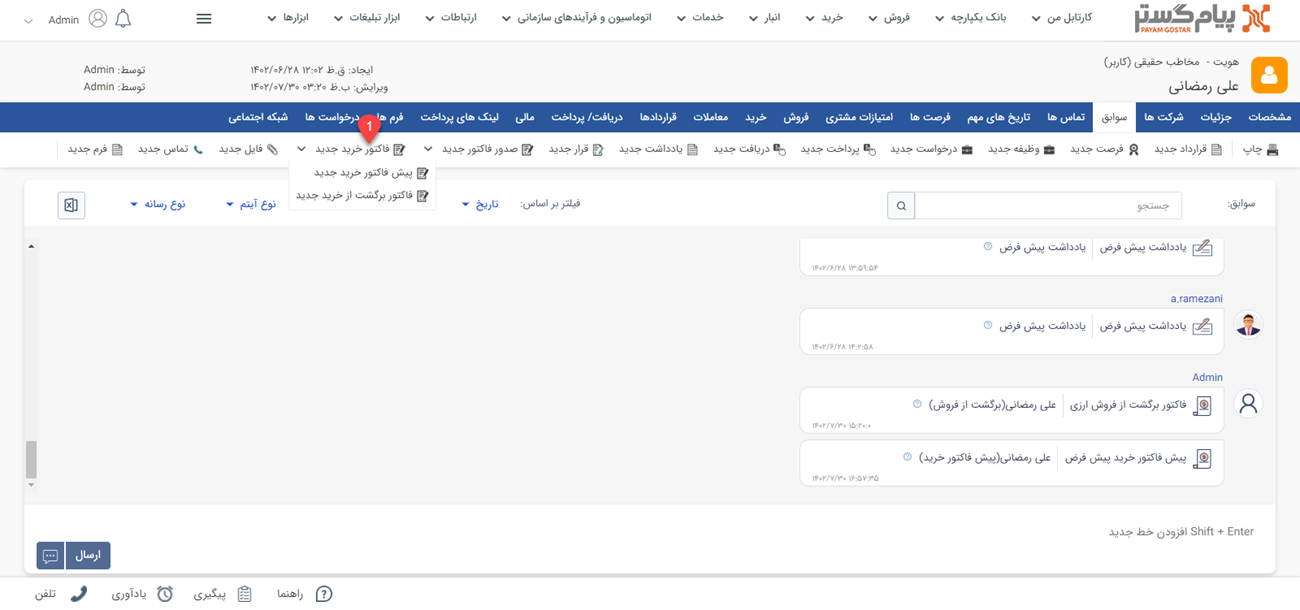 پیام گستر
PAYAM GOSTAR
کارتابل من
بانک یکپارچه
فروش
خرید
انبار
خدمات
ارتباطات
اتوماسیون و فرآیندهای سازمانی
ابزار تبلیغات
ابزارها
Admin
هویت - مخاطب حقیقی (کاربر)
علی رمضانی
ایجاد: ق.ظ ۱۲:۰۲ ۱۴۰۲/۰۶/۲۸
توسط: Admin
ویرایش: ب.ظ ۰۳:۲۰ ۱۴۰۲/۰۷/۳۰
توسط: Admin
مشخصات
جزئیات
شرکت ها
سوابق
تماس ها
تاریخ های مهم
فرصت ها
امتیازات مشتری
فروش
خرید
معاملات
قراردادها
دریافت/ پرداخت
مالی
لینک های پرداخت
فرم ها
درخواست ها
شبکه اجتماعی
1
چاپ
قرارداد جدید
فرصت جدید
وظیفه جدید
درخواست جدید
پرداخت جدید
دریافت جدید
یادداشت جدید
قرار جدید
صدور فاکتور جدید
فاکتور خرید جدید
فایل جدید
تماس جدید
فرم جدید
پیش فاکتور خرید جدید
فاکتور برگشت از خرید جدید
سوابق:
جستجو
فیلتر بر اساس:
تاریخ
نوع آیتم
نوع رسانه
یادداشت پیش فرض
یادداشت پیش فرض
۱۴۰۲/۶/۲۸ ۱۳:۵۹:۵۴
a.ramezani
یادداشت پیش فرض
یادداشت پیش فرض
۱۴۰۲/۶/۲۸ ۱۴:۲:۵۸
Admin
فاکتور برگشت از فروش ارزی
علی رمضانی(برگشت از فروش)
۱۴۰۲/۷/۳۰ ۱۵:۲۰:۰
پیش فاکتور خرید پیش فرض
علی رمضانی(پیش فاکتور خرید)
۱۴۰۲/۷/۳۰ ۱۶:۵۷:۳۵
Shift + Enter افزودن خط جدید
ارسال
راهنما
پیگیری
یادآوری
تلفن